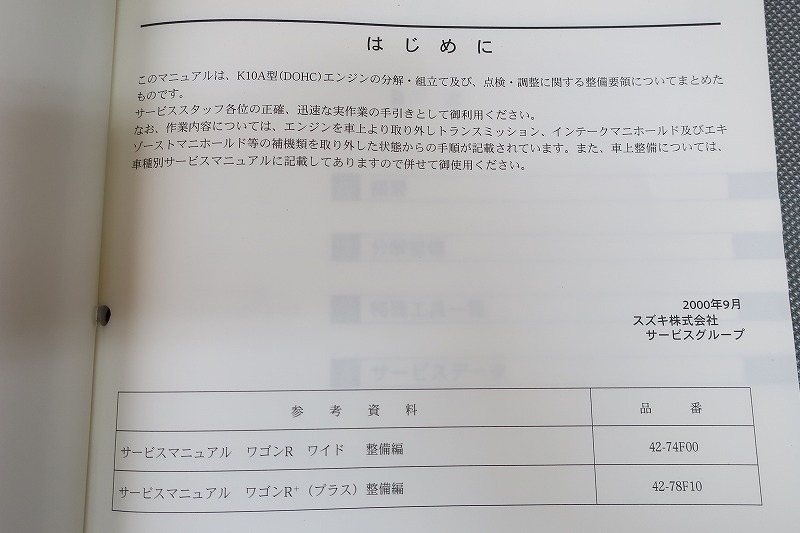 はじめに
このマニュアルは、K10A型(DOHC)エンジンの分解・組立て及び、点検・調整に関する整備要領についてまとめた
ものです。
サービススタッフ各位の正確、迅速な実作業の手引きとして御利用ください。
なお、作業内容については、エンジンを車上より取り外しトランスミッション、インテークマニホールド及びエキ
ゾーストマニホールド等の補機類を取り外した状態からの手順が記載されています。また、車上整備については、
車種別サービスマニュアルに記載してありますので併せて御使用ください。
2000年9月
スズキ株式会社
サービスグループ
参考資料 品番
サービスマニュアル ワゴンR ワイド 整備編 42-74F00
サービスマニュアル ワゴンR⁺(プラス)整備編 42-78F10